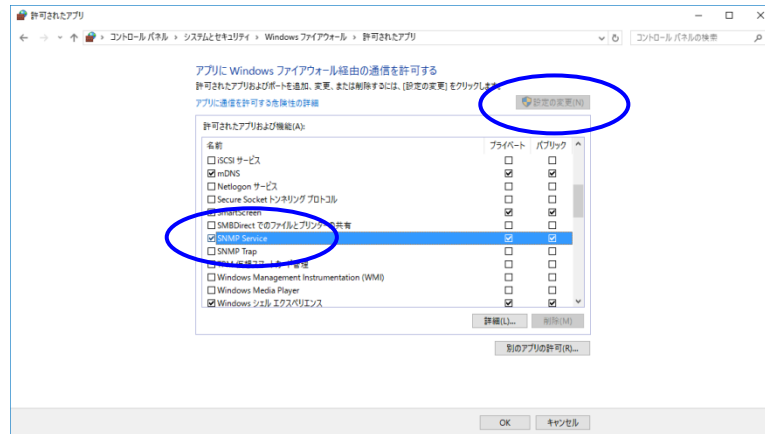 許可されたアプリ
コントロール パネル › システムとセキュリティ › Windows ファイアウォール › 許可されたアプリ
コントロール パネルの検索
アプリに Windows ファイアウォール経由の通信を許可する
許可されたアプリおよびポートを追加、変更、または削除するには、[設定の変更] をクリックします。
アプリに通信を許可する危険性の詳細
設定の変更(N)
許可されたアプリおよび機能(A):
名前 プライベート パブリック
iSCSI サービス
mDNS
Netlogon サービス
Secure Socket トンネリング プロトコル
SmartScreen
SMBDirect でのファイルとプリンターの共有
SNMP Service
SNMP Trap
Windows Management Instrumentation (WMI)
Windows Media Player
Windows シェル エクスペリエンス
詳細(L)... 削除(M)
別のアプリの許可(R)...
OK キャンセル